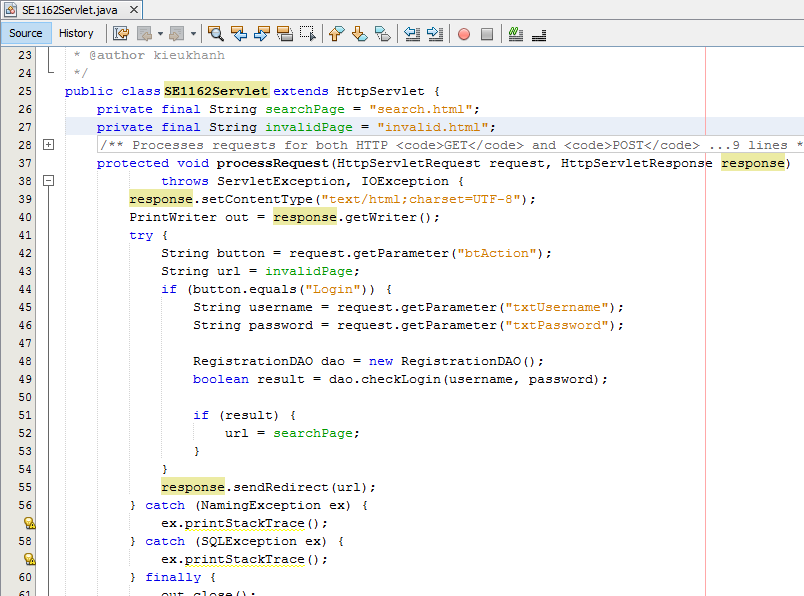 SE1162Servlet.java
Source History
23 * @author kieukhanh
24 */
25 public class SE1162Servlet extends HttpServlet {
26 private final String searchPage = "search.html";
27 private final String invalidPage = "invalid.html";
28 /** Processes requests for both HTTP <code>GET</code> and <code>POST</code> ...9 lines *
37 protected void processRequest(HttpServletRequest request, HttpServletResponse response)
38 throws ServletException, IOException {
39 response.setContentType("text/html;charset=UTF-8");
40 PrintWriter out = response.getWriter();
41 try {
42 String button = request.getParameter("btAction");
43 String url = invalidPage;
44 if (button.equals("Login")) {
45 String username = request.getParameter("txtUsername");
46 String password = request.getParameter("txtPassword");
47
48 RegistrationDAO dao = new RegistrationDAO();
49 boolean result = dao.checkLogin(username, password);
50
51 if (result) {
52 url = searchPage;
53 }
54 }
55 response.sendRedirect(url);
56 } catch (NamingException ex) {
ex.printStackTrace();
58 } catch (SQLException ex) {
ex.printStackTrace();
60 } finally {
61 out.close();